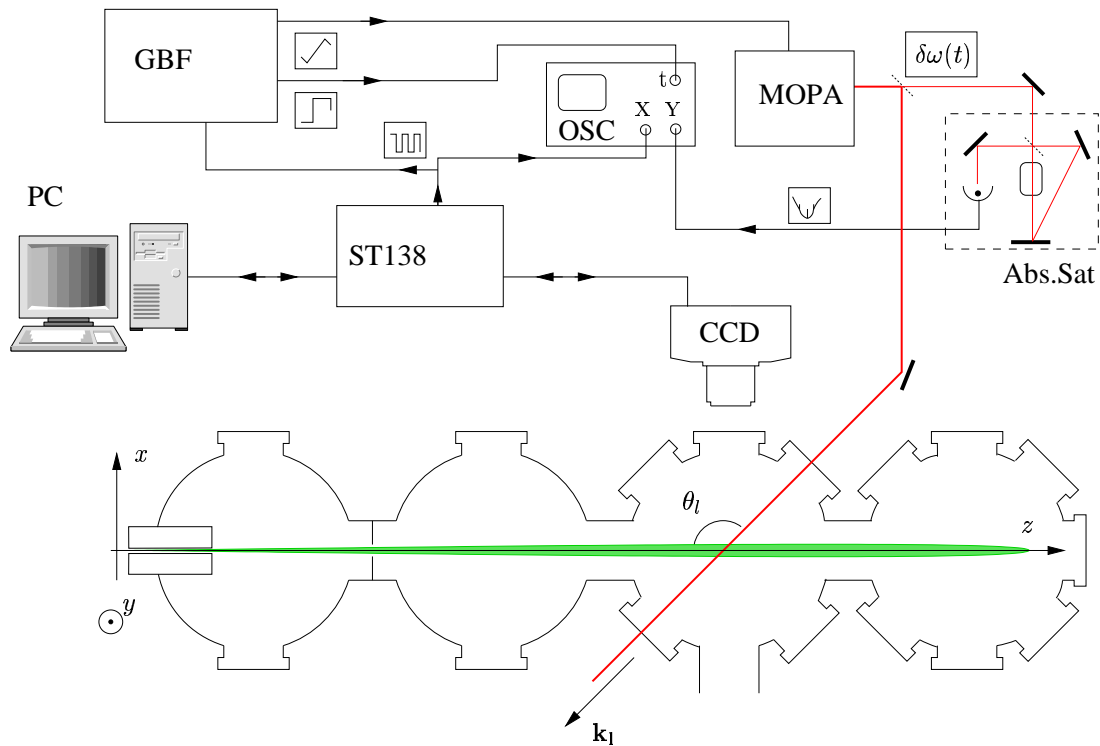 GBF
MOPA
δω(t)
t
X Y
OSC
PC
ST138
Abs.Sat
CCD
x
θ_l
z
y
k_l